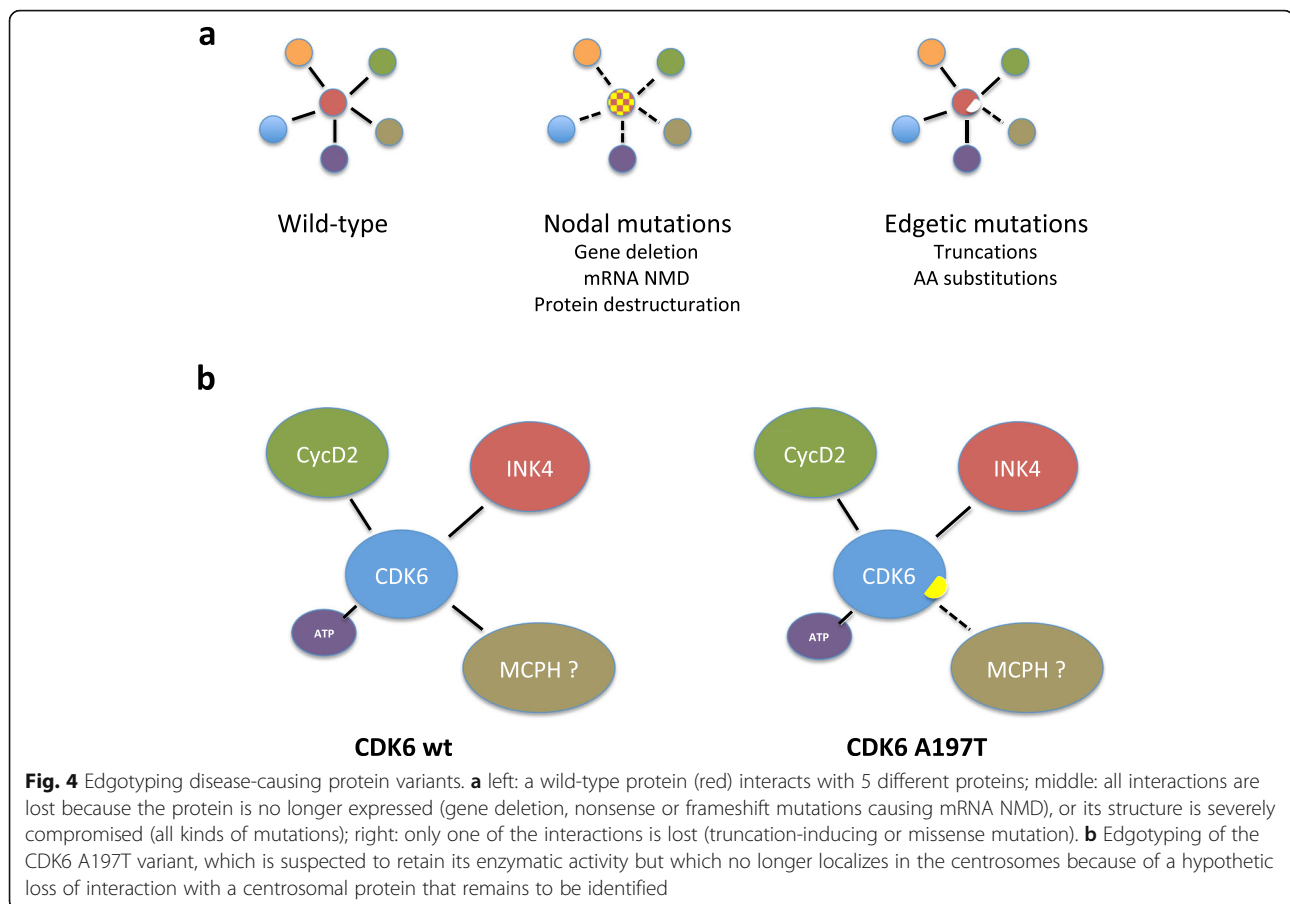 a
Wild-type
Nodal mutations
Gene deletion
mRNA NMD
Protein destructuration
Edgetic mutations
Truncations
AA substitutions
b
CycD2
INK4
CDK6
ATP
MCPH ?
CDK6 wt
CycD2
INK4
CDK6
ATP
MCPH ?
CDK6 A197T
Fig. 4 Edgotyping disease-causing protein variants. a left: a wild-type protein (red) interacts with 5 different proteins; middle: all interactions are
lost because the protein is no longer expressed (gene deletion, nonsense or frameshift mutations causing mRNA NMD), or its structure is severely
compromised (all kinds of mutations); right: only one of the interactions is lost (truncation-inducing or missense mutation). b Edgotyping of the
CDK6 A197T variant, which is suspected to retain its enzymatic activity but which no longer localizes in the centrosomes because of a hypothetic
loss of interaction with a centrosomal protein that remains to be identified